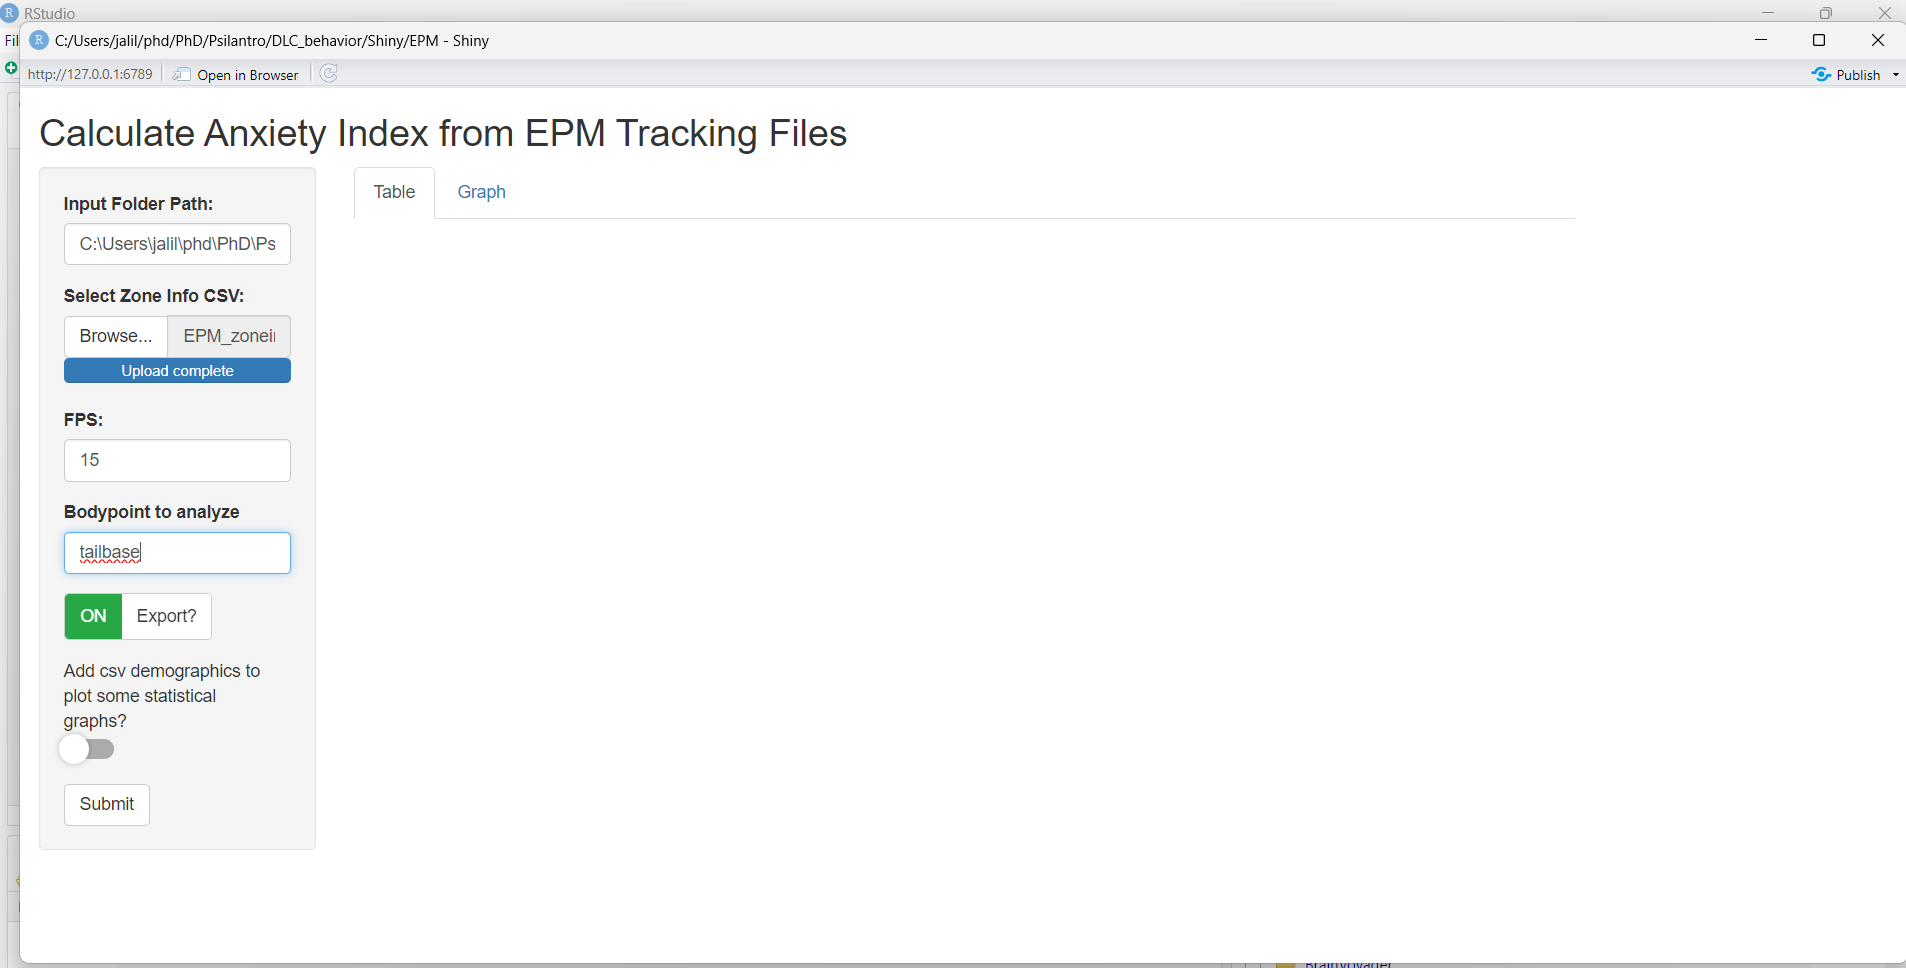 RStudio
C:/Users/jalil/phd/PhD/Psilantro/DLC_behavior/Shiny/EPM - Shiny
http://127.0.0.1:6789 Open in Browser Publish
Calculate Anxiety Index from EPM Tracking Files
Table Graph
Input Folder Path:
C:\Users\jalil\phd\PhD\Ps
Select Zone Info CSV:
Browse... EPM_zonei
Upload complete
FPS:
15
Bodypoint to analyze
tailbase
ON Export?
Add csv demographics to
plot some statistical
graphs?
Submit